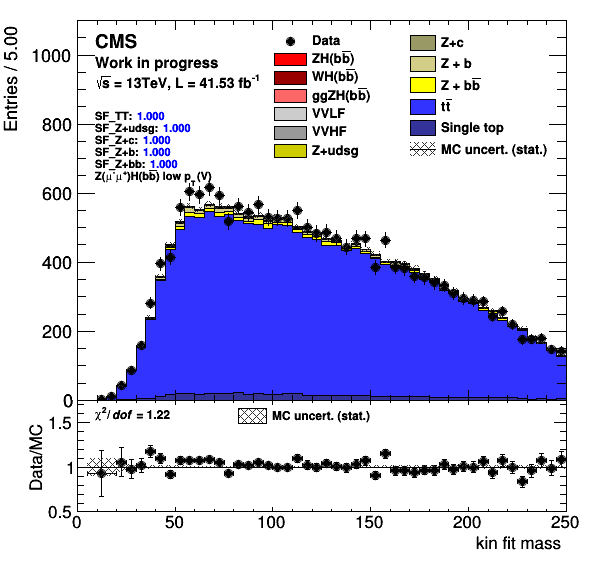 CMS
Work in progress
√s = 13TeV, L = 41.53 fb⁻¹
SF_TT: 1.000
SF_Z+udsg: 1.000
SF_Z+c: 1.000
SF_Z+b: 1.000
SF_Z+bb: 1.000
Z(μ⁻μ⁺)H(bb̅) low p_T(V)
Data
ZH(bb̅)
WH(bb̅)
ggZH(bb̅)
VVLF
VVHF
Z+udsg
Z+c
Z + b
Z + bb̅
tt̅
Single top
MC uncert. (stat.)
Entries / 5.00
1000
800
600
400
200
0
χ²/dof = 1.22
MC uncert. (stat.)
Data/MC
1.5
1
0.5
0
50
100
150
200
250
kin fit mass